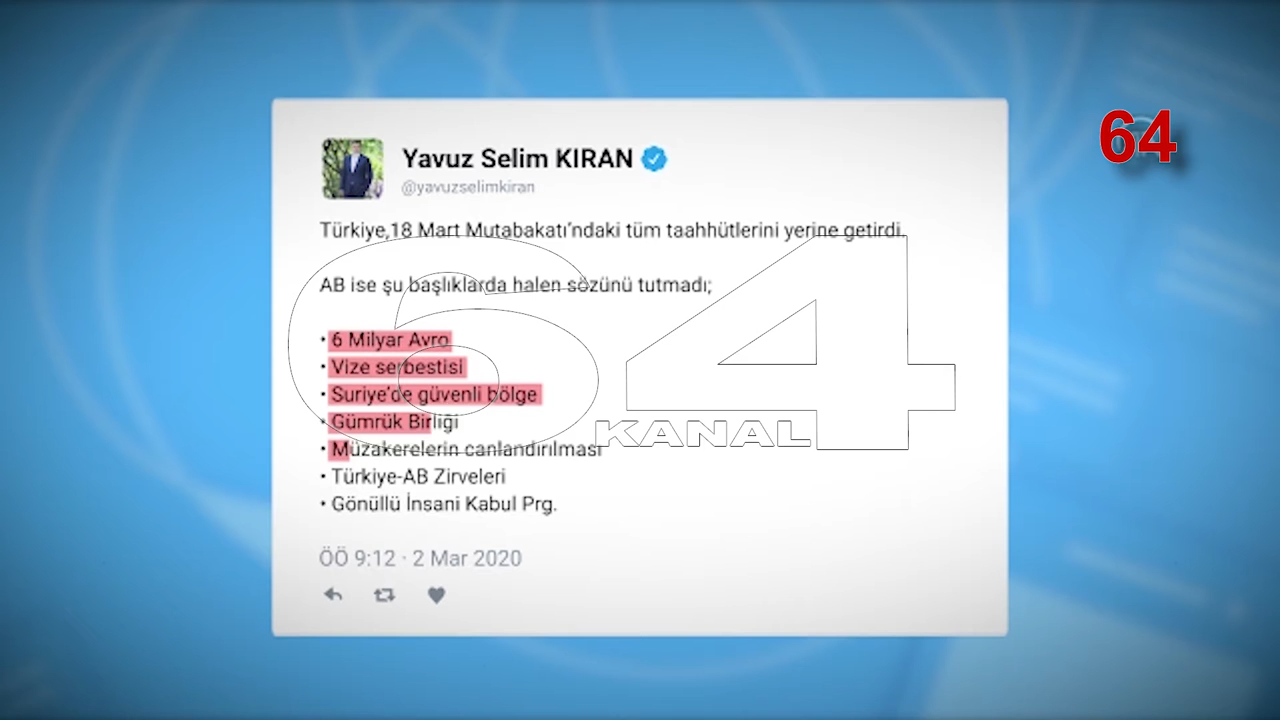 64
Yavuz Selim KIRAN
@yavuzselimkiran
Türkiye,18 Mart Mutabakatı'ndaki tüm taahhütlerini yerine getirdi.
AB ise şu başlıklarda halen sözünü tutmadı;
• 6 Milyar Avro
• Vize serbestisi
• Suriye'de güvenli bölge
• Gümrük Birliği
• Müzakerelerin canlandırılması
• Türkiye-AB Zirveleri
• Gönüllü İnsani Kabul Prg.
ÖÖ 9:12 · 2 Mar 2020
64
KANAL